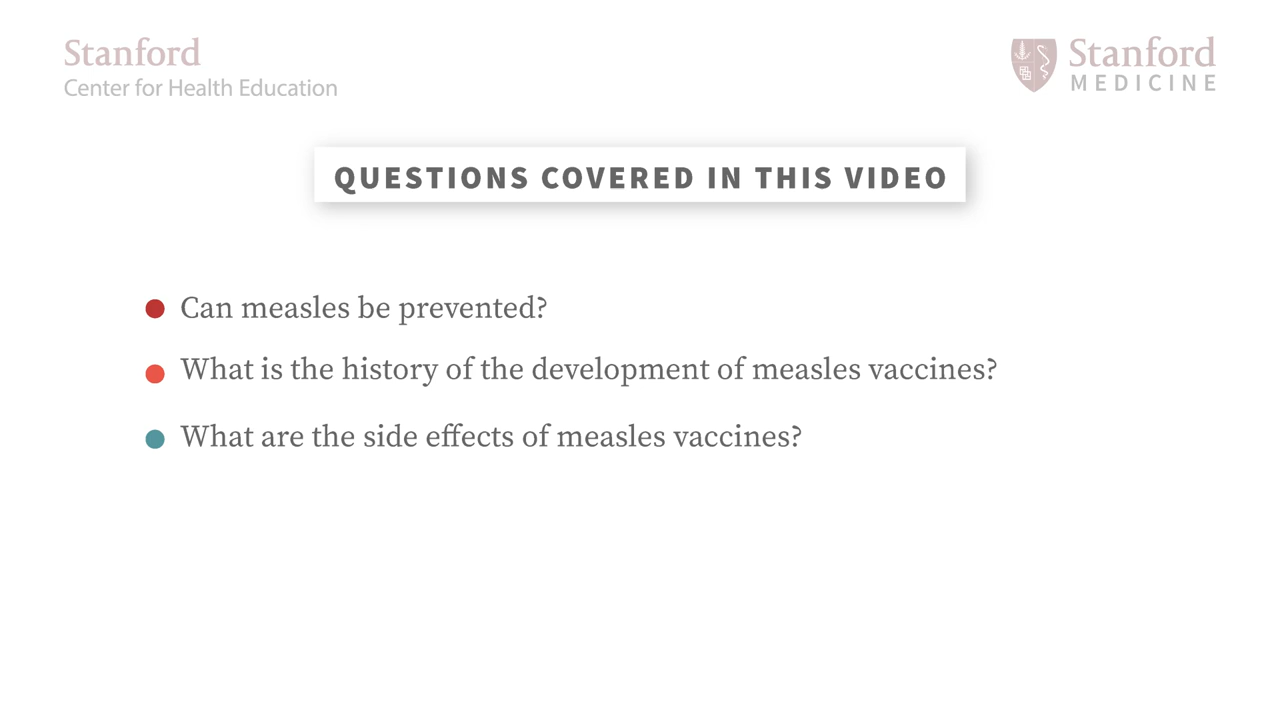 Stanford
Center for Health Education
Stanford
MEDICINE
QUESTIONS COVERED IN THIS VIDEO
Can measles be prevented?
What is the history of the development of measles vaccines?
What are the side effects of measles vaccines?